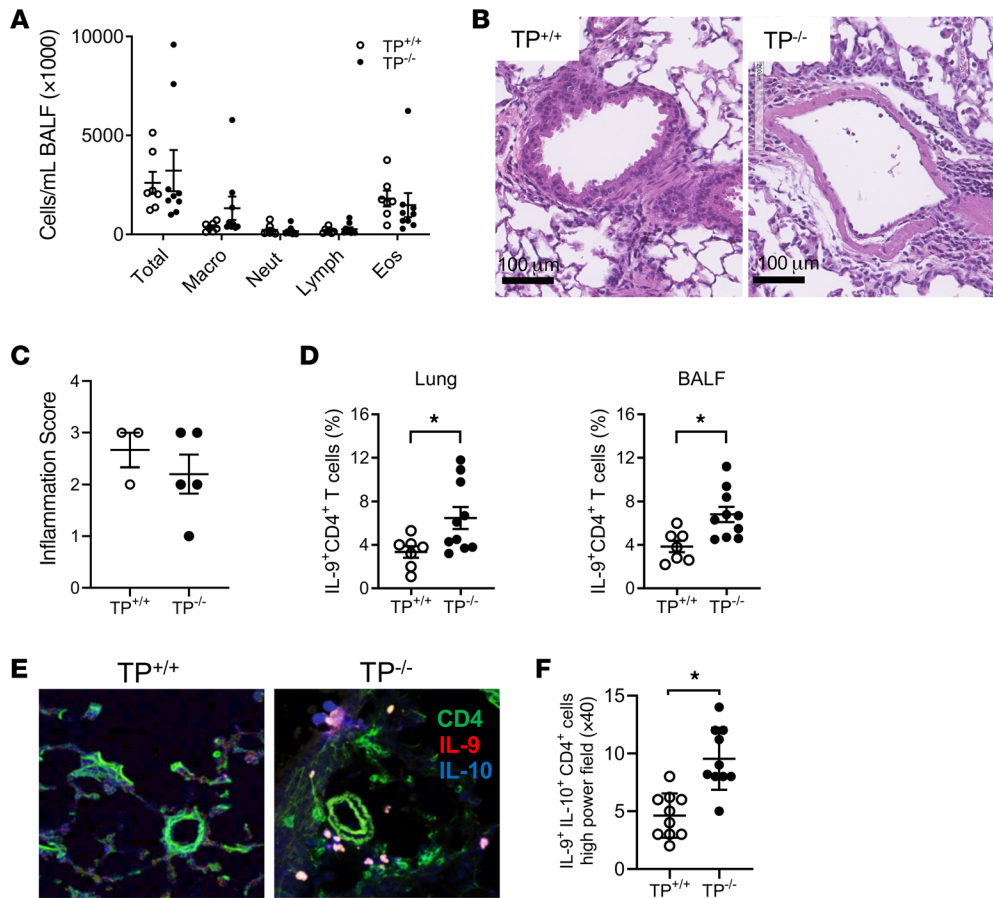 A
Cells/mL BALF (×1000)
10000
5000
0
TP+/+
TP-/-
Total
Macro
Neut
Lymph
Eos
B
TP+/+
100 μm
TP-/-
100 μm
C
Inflammation Score
4
3
2
1
0
TP+/+
TP-/-
D
Lung
IL-9+CD4+ T cells (%)
16
12
8
4
0
*
TP+/+
TP-/-
BALF
IL-9+CD4+ T cells (%)
16
12
8
4
0
*
TP+/+
TP-/-
E
TP+/+
TP-/-
CD4
IL-9
IL-10
F
IL-9+ IL-10+ CD4+ cells
high power field (×40)
15
10
5
0
*
TP+/+
TP-/-